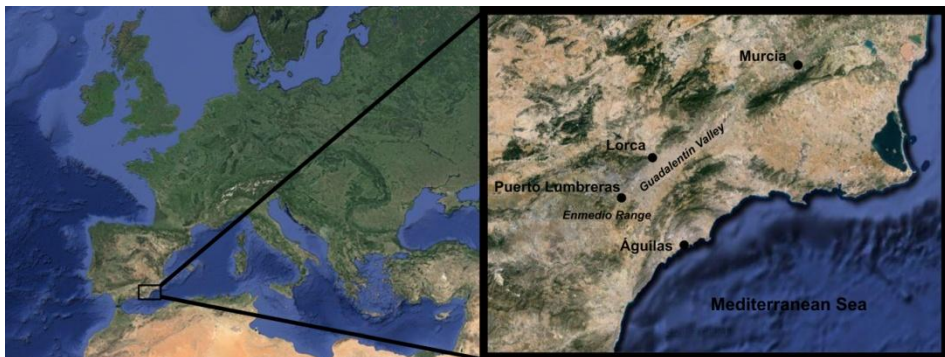 Murcia
Guadalentín Valley
Lorca
Puerto Lumbreras
Enmedio Range
Águilas
Mediterranean Sea